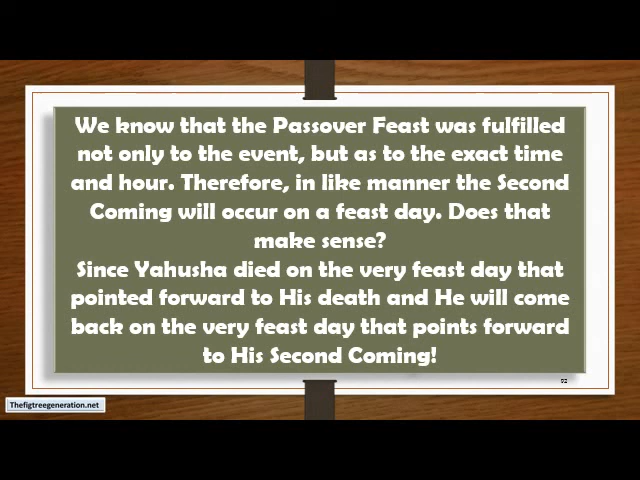 We know that the Passover Feast was fulfilled
not only to the event, but as to the exact time
and hour. Therefore, in like manner the Second
Coming will occur on a feast day. Does that
make sense?
Since Yahusha died on the very feast day that
pointed forward to His death and He will come
back on the very feast day that points forward
to His Second Coming!
92
Thefigtreegeneration.net